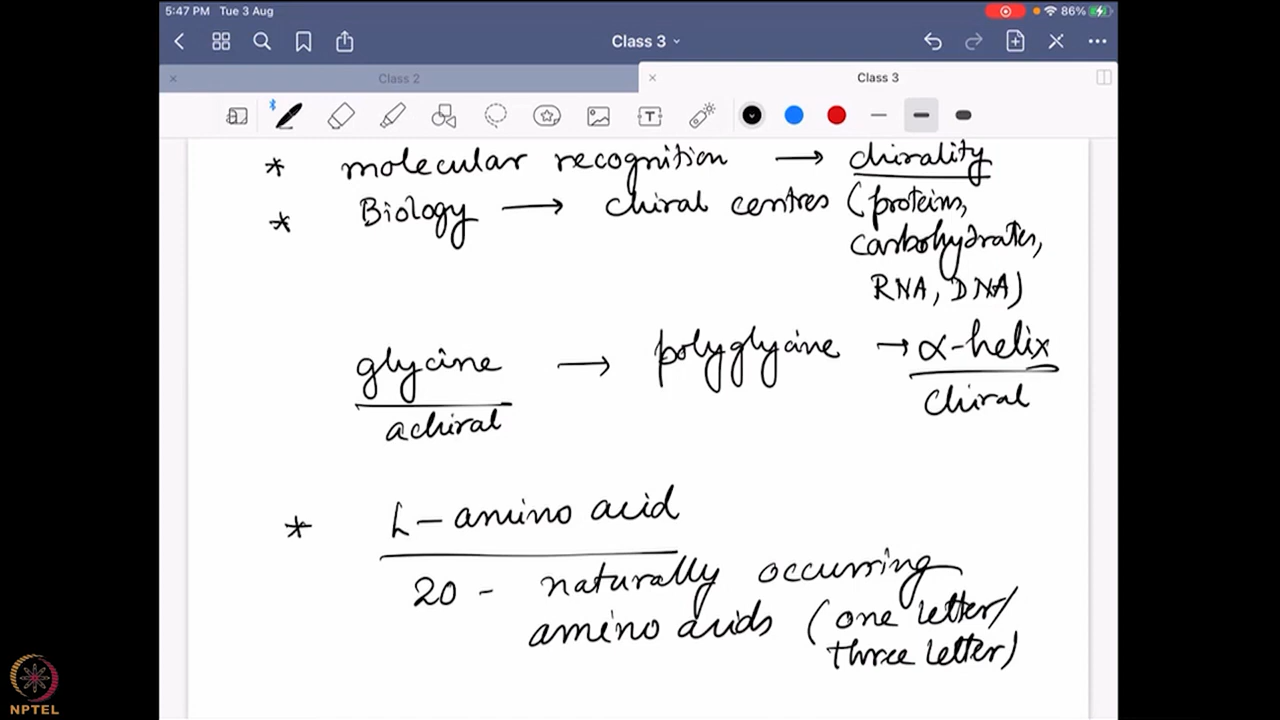 5:47 PM Tue 3 Aug 86%
Class 3
Class 2 Class 3
* molecular recognition → chirality
* Biology → chiral centres (proteins,
carbohydrates,
RNA, DNA)
glycine → polyglycine → α-helix
achiral chiral
* L-amino acid
20 - naturally occurring
amino acids (one letter/
three letter)
NPTEL